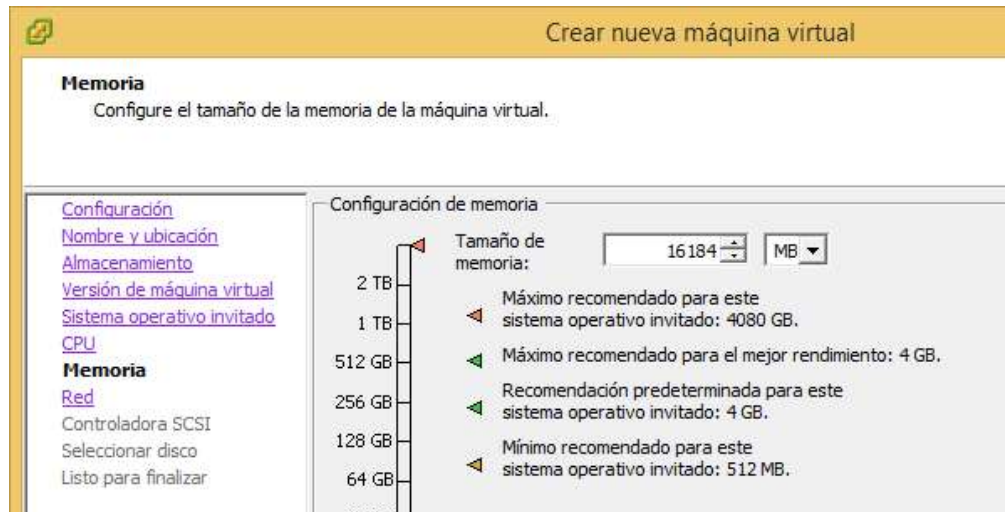 Crear nueva máquina virtual
Memoria
Configure el tamaño de la memoria de la máquina virtual.
Configuración
Nombre y ubicación
Almacenamiento
Versión de máquina virtual
Sistema operativo invitado
CPU
Memoria
Red
Controladora SCSI
Seleccionar disco
Listo para finalizar
Configuración de memoria
Tamaño de
memoria:
16184
MB
2 TB
1 TB
512 GB
256 GB
128 GB
64 GB
Máximo recomendado para este
sistema operativo invitado: 4080 GB.
Máximo recomendado para el mejor rendimiento: 4 GB.
Recomendación predeterminada para este
sistema operativo invitado: 4 GB.
Mínimo recomendado para este
sistema operativo invitado: 512 MB.